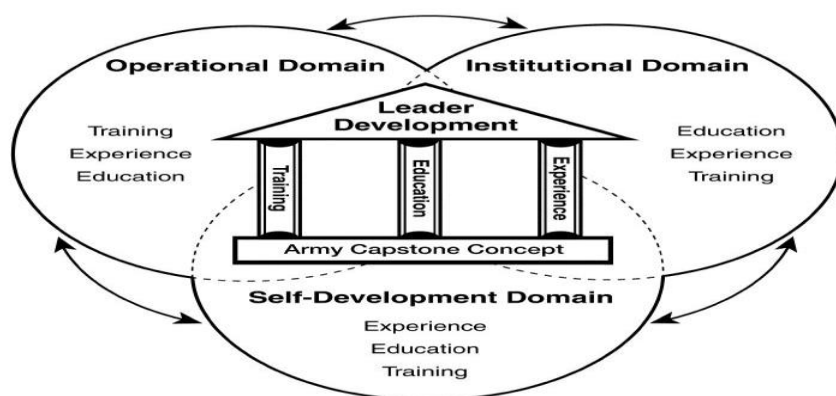 Operational Domain
Institutional Domain
Leader
Development
Training
Experience
Education
Education
Experience
Training
Training
Education
Experience
Army Capstone Concept
Self-Development Domain
Experience
Education
Training